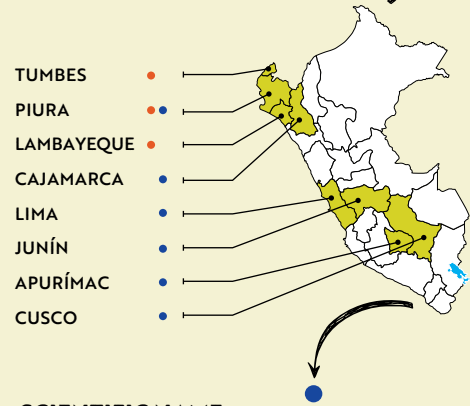 TUMBES
PIURA
LAMBAYEQUE
CAJAMARCA
LIMA
JUNÍN
APURÍMAC
CUSCO